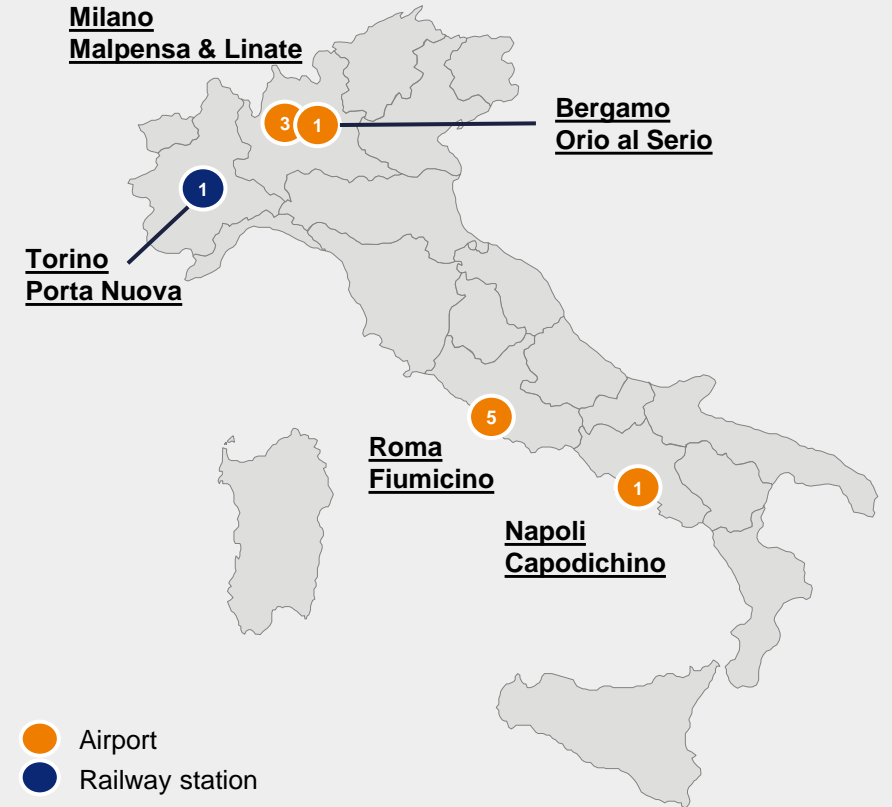 Milano
Malpensa & Linate
Bergamo
Orio al Serio
3
1
1
Torino
Porta Nuova
5
Roma
Fiumicino
1
Napoli
Capodichino
Airport
Railway station